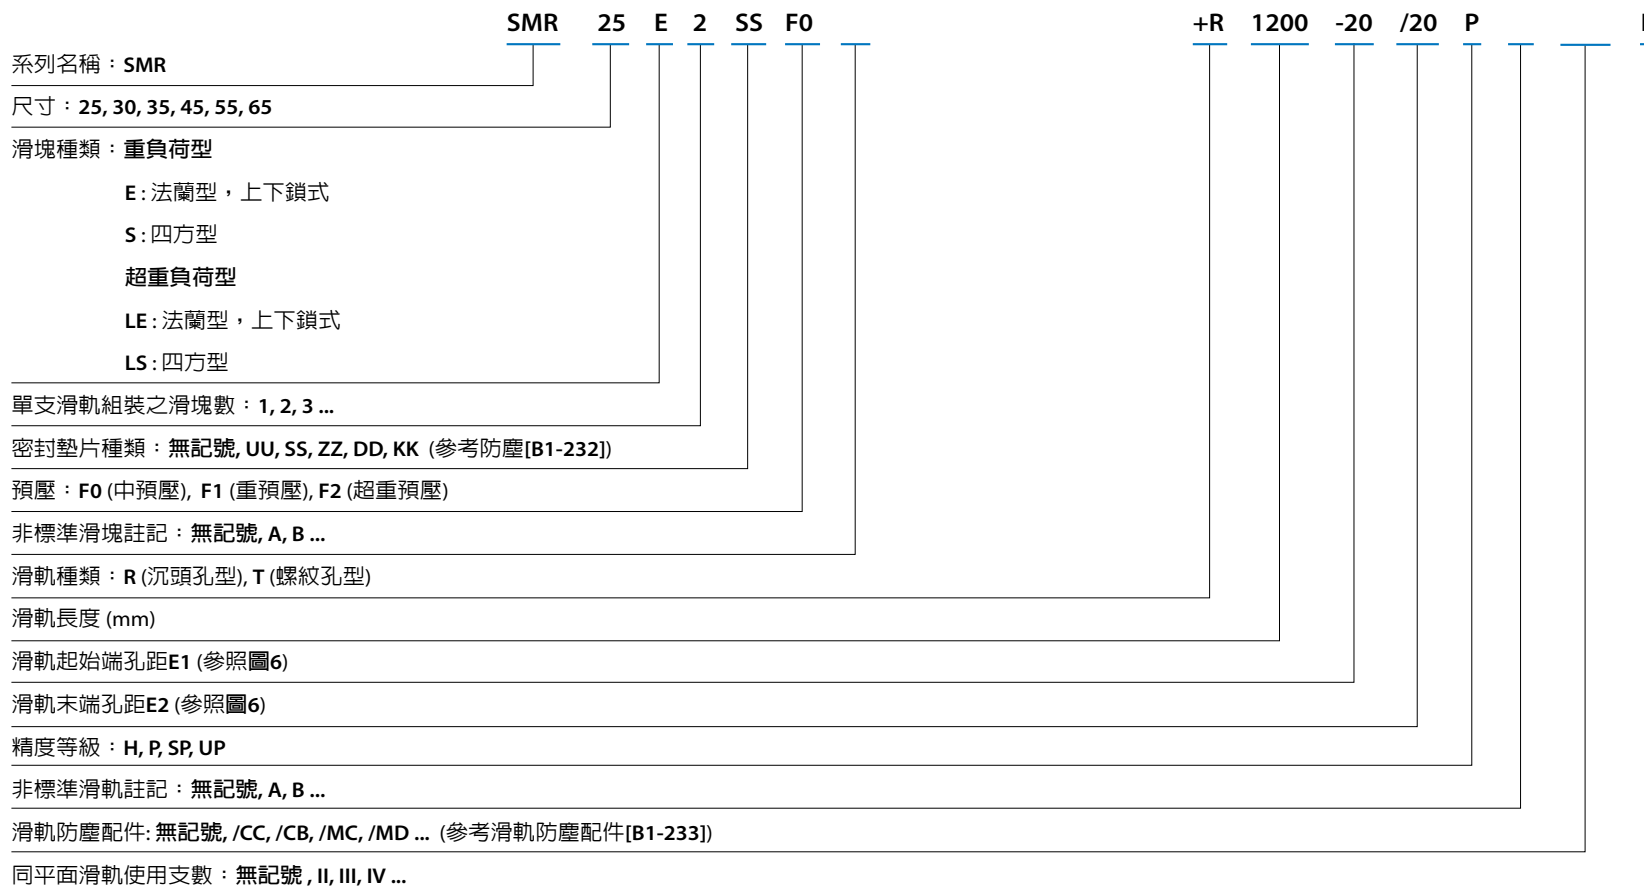 SMR 25 E 2 SS F0 +R 1200 -20 /20 P
系列名稱：SMR
尺寸：25, 30, 35, 45, 55, 65
滑塊種類：重負荷型
E : 法蘭型，上下鎖式
S : 四方型
超重負荷型
LE : 法蘭型，上下鎖式
LS : 四方型
單支滑軌組裝之滑塊數：1, 2, 3 ...
密封墊片種類：無記號, UU, SS, ZZ, DD, KK (參考防塵[B1-232])
預壓：F0 (中預壓), F1 (重預壓), F2 (超重預壓)
非標準滑塊註記：無記號, A, B ...
滑軌種類：R (沉頭孔型), T (螺紋孔型)
滑軌長度 (mm)
滑軌起始端孔距E1 (參照圖6)
滑軌末端孔距E2 (參照圖6)
精度等級：H, P, SP, UP
非標準滑軌註記：無記號, A, B ...
滑軌防塵配件: 無記號, /CC, /CB, /MC, /MD ... (參考滑軌防塵配件[B1-233])
同平面滑軌使用支數：無記號 , II, III, IV ...